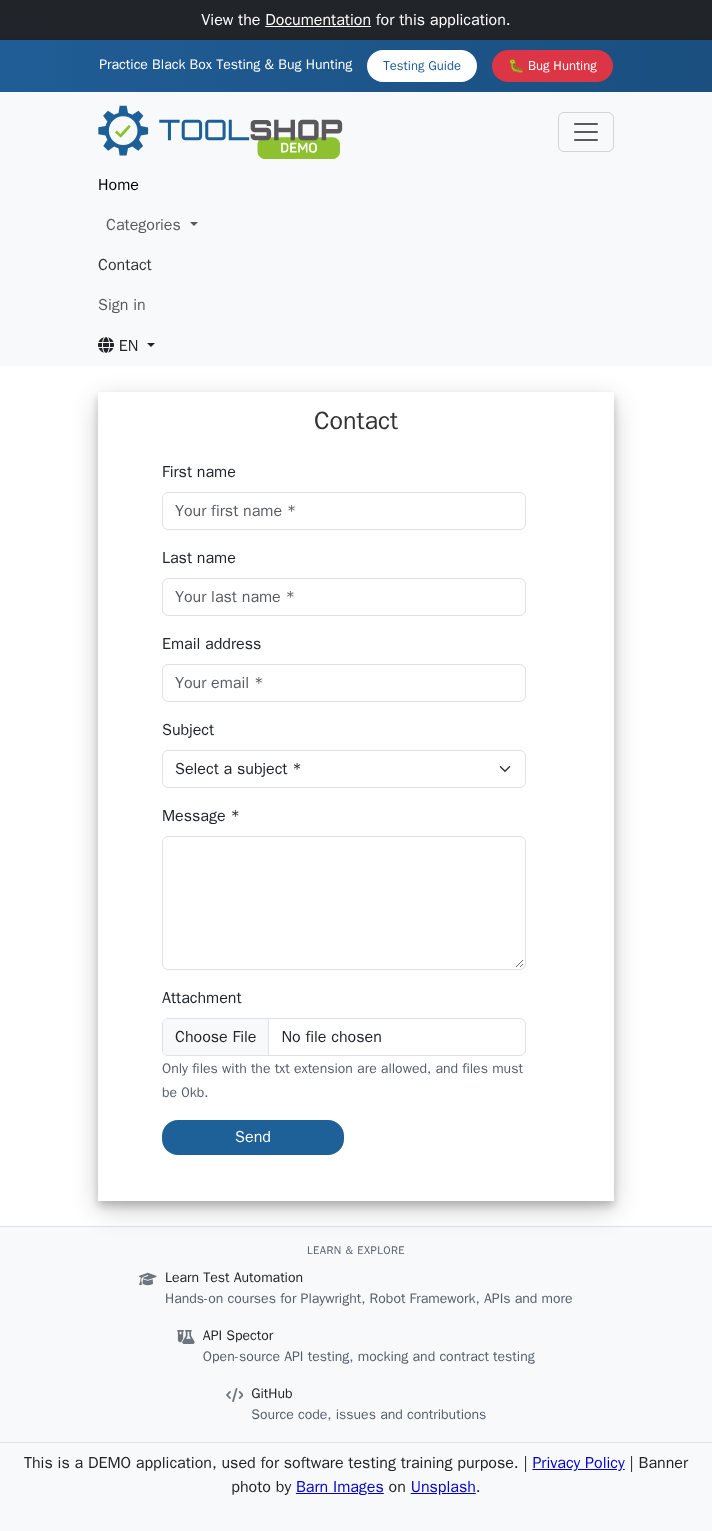 View the Documentation for this application.
Practice Black Box Testing & Bug Hunting
Testing Guide
Bug Hunting
TOOLSHOP
DEMO
Home
Categories
Contact
Sign in
EN
Contact
First name
Your first name *
Last name
Your last name *
Email address
Your email *
Subject
Select a subject *
Message *
Attachment
Choose File No file chosen
Only files with the txt extension are allowed, and files must
be 0kb.
Send
LEARN & EXPLORE
Learn Test Automation
Hands-on courses for Playwright, Robot Framework, APIs and more
API Spector
Open-source API testing, mocking and contract testing
GitHub
Source code, issues and contributions
This is a DEMO application, used for software testing training purpose. | Privacy Policy | Banner
photo by Barn Images on Unsplash.